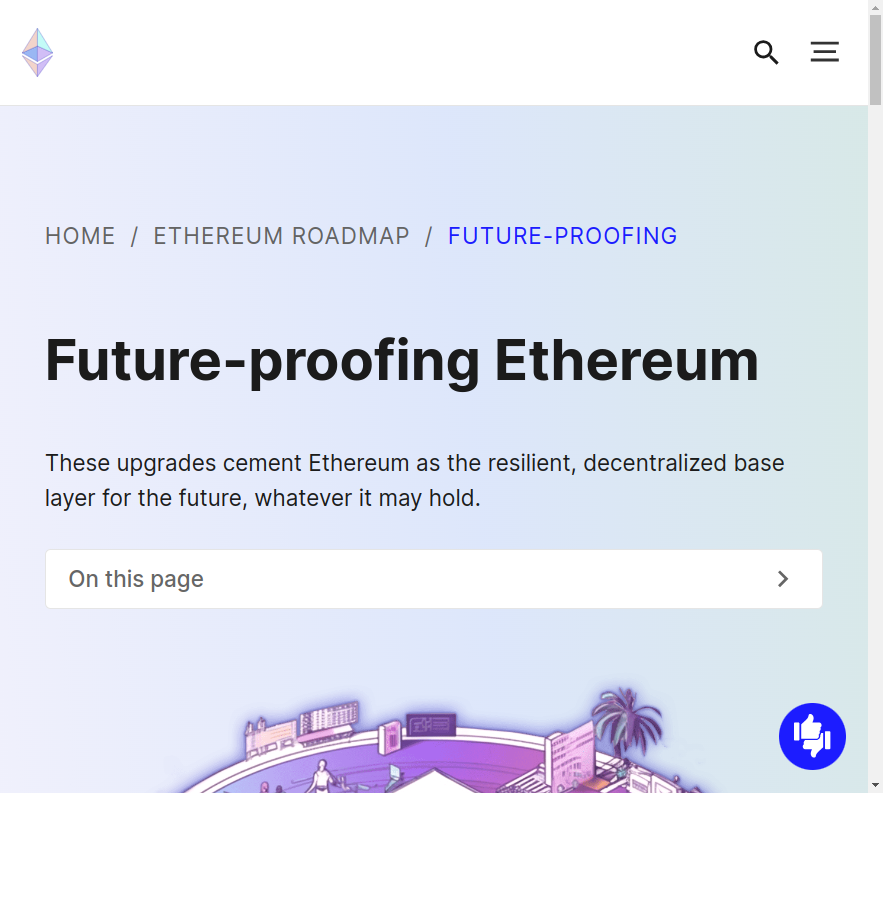 HOME / ETHEREUM ROADMAP / FUTURE-PROOFING
Future-proofing Ethereum
These upgrades cement Ethereum as the resilient, decentralized base
layer for the future, whatever it may hold.
On this page